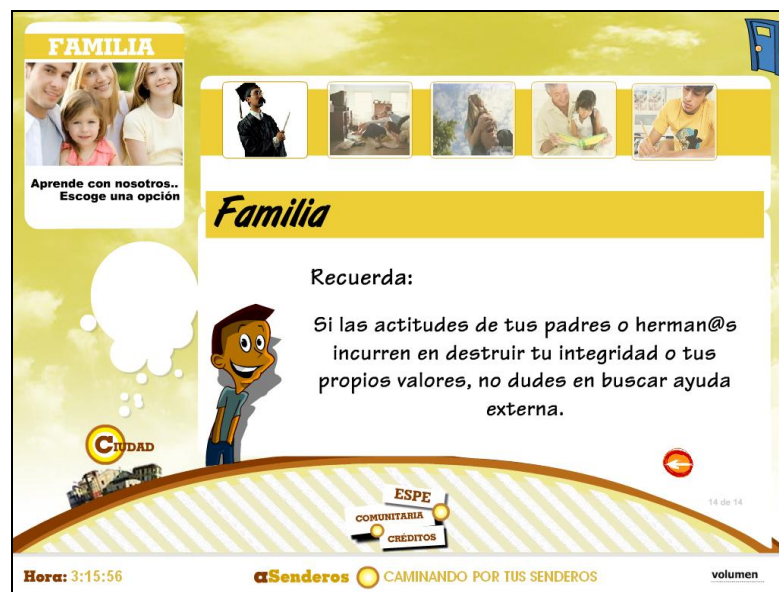 FAMILIA
Aprende con nosotros..
Escoge una opción
Familia
Recuerda:
Si las actitudes de tus padres o herman@s
incurren en destruir tu integridad o tus
propios valores, no dudes en buscar ayuda
externa.
CIUDAD
14 de 14
ESPE
COMUNITARIA
CRÉDITOS
Hora: 3:15:56
aSenderos CAMINANDO POR TUS SENDEROS
volumen